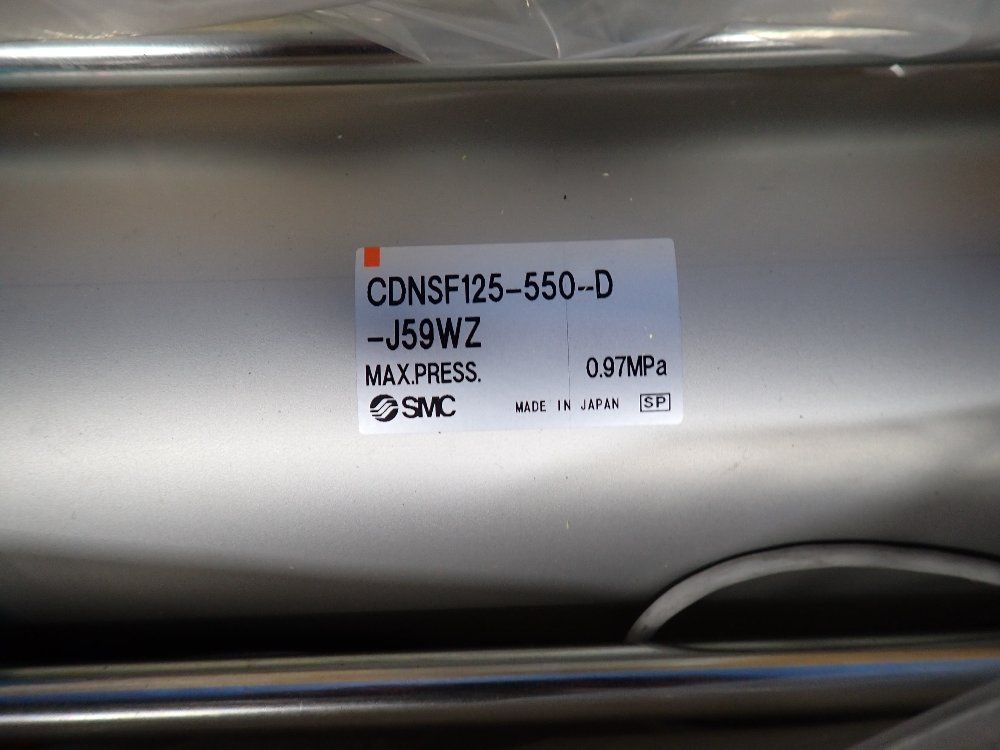 CDNSF125-550--D
-J59WZ
MAX.PRESS. 0.97MPa
SMC MADE IN JAPAN SP